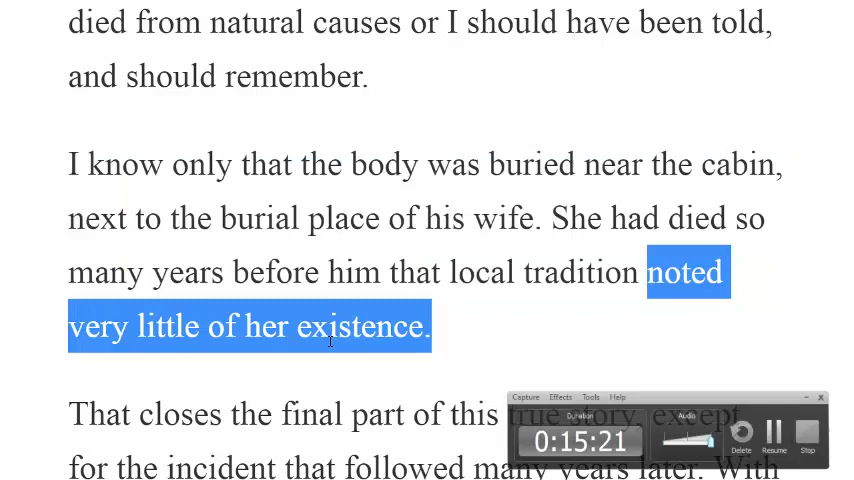 died from natural causes or I should have been told,
and should remember.
I know only that the body was buried near the cabin,
next to the burial place of his wife. She had died so
many years before him that local tradition noted
very little of her existence.
That closes the final part of this true story, except
for the incident that followed many years later. With
Capture Effects Tools Help
Duration Audio
0:15:21
Delete Resume Stop